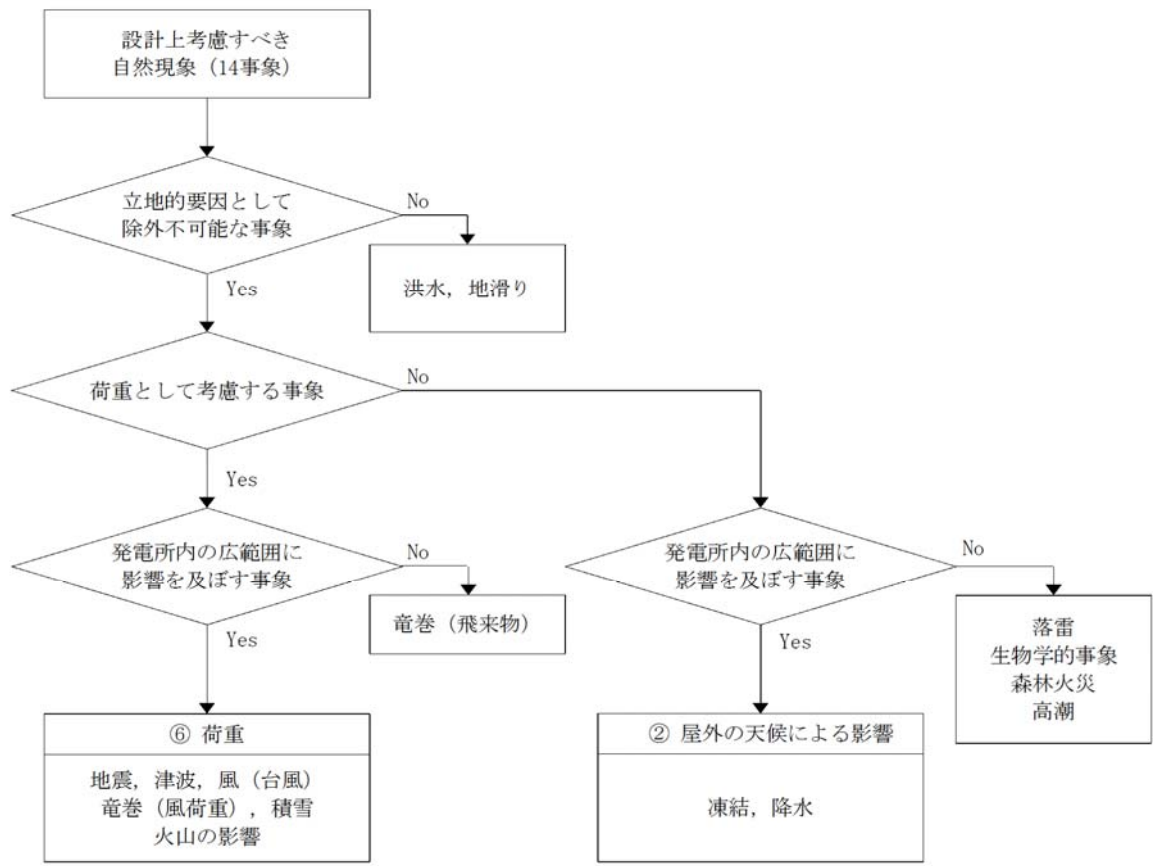 設計上考慮すべき
自然現象（14事象）
立地的要因として
除外不可能な事象
No
洪水，地滑り
Yes
荷重として考慮する事象
No
Yes
発電所内の広範囲に
影響を及ぼす事象
No
竜巻（飛来物）
Yes
発電所内の広範囲に
影響を及ぼす事象
No
落雷
生物学的事象
森林火災
高潮
Yes
⑥ 荷重
地震，津波，風（台風）
竜巻（風荷重），積雪
火山の影響
② 屋外の天候による影響
凍結，降水